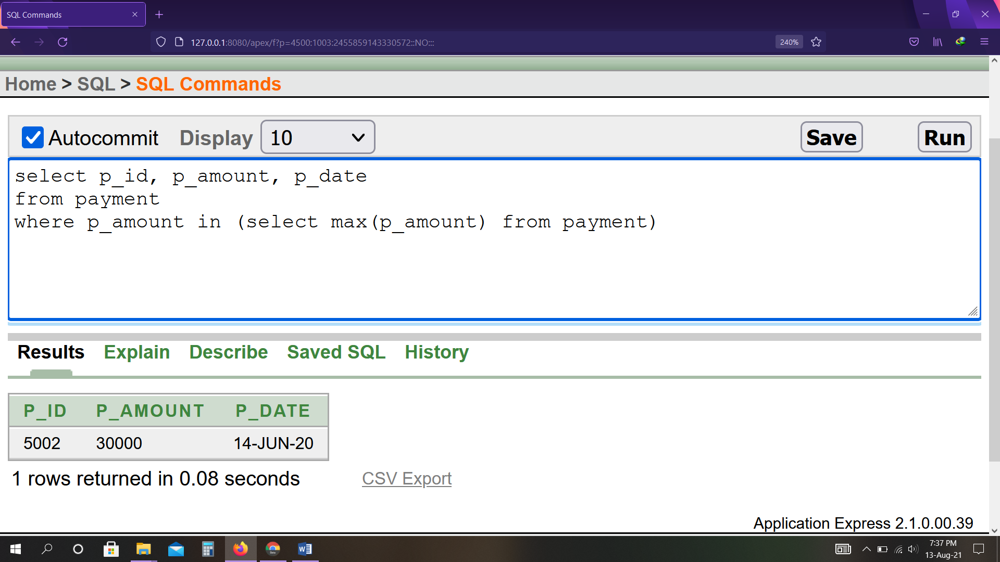 SQL Commands
127.0.0.1:8080/apex/f?p=4500:1003:2455859143330572::NO:::
240%
Home > SQL > SQL Commands
Autocommit Display 10 Save Run
select p_id, p_amount, p_date
from payment
where p_amount in (select max(p_amount) from payment)
Results Explain Describe Saved SQL History
P_ID P_AMOUNT P_DATE
5002 30000 14-JUN-20
1 rows returned in 0.08 seconds CSV Export
Application Express 2.1.0.00.39
7:37 PM
13-Aug-21